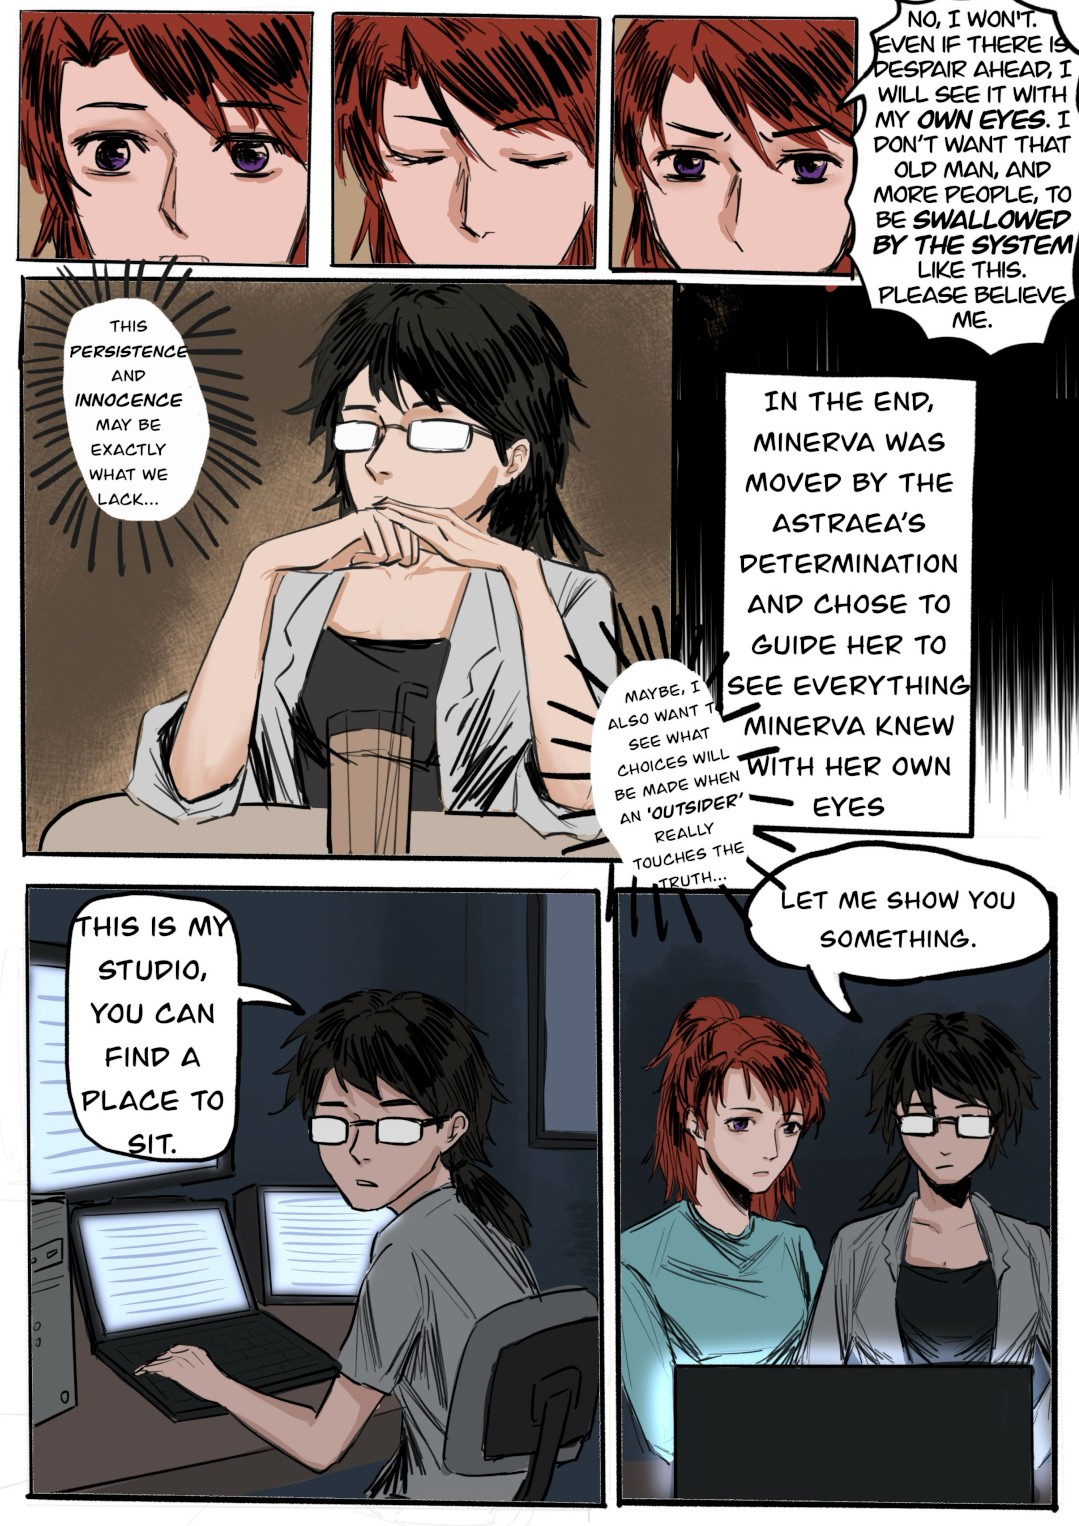 NO, I WON'T.
EVEN IF THERE IS
DESPAIR AHEAD, I
WILL SEE IT WITH
MY OWN EYES. I
DON'T WANT THAT
OLD MAN, AND
MORE PEOPLE, TO
BE SWALLOWED
BY THE SYSTEM
LIKE THIS.
PLEASE BELIEVE
ME.
THIS
PERSISTENCE
AND
INNOCENCE
MAY BE
EXACTLY
WHAT WE
LACK...
IN THE END,
MINERVA WAS
MOVED BY THE
ASTRAEA'S
DETERMINATION
AND CHOSE TO
GUIDE HER TO
SEE EVERYTHING
MINERVA KNEW
WITH HER OWN
EYES
MAYBE, I
ALSO WANT T
SEE WHAT
CHOICES WILL
BE MADE WHEN
AN 'OUTSIDER'
REALLY
TOUCHES THE
TRUTH...
THIS IS MY
STUDIO,
YOU CAN
FIND A
PLACE TO
SIT.
LET ME SHOW YOU
SOMETHING.